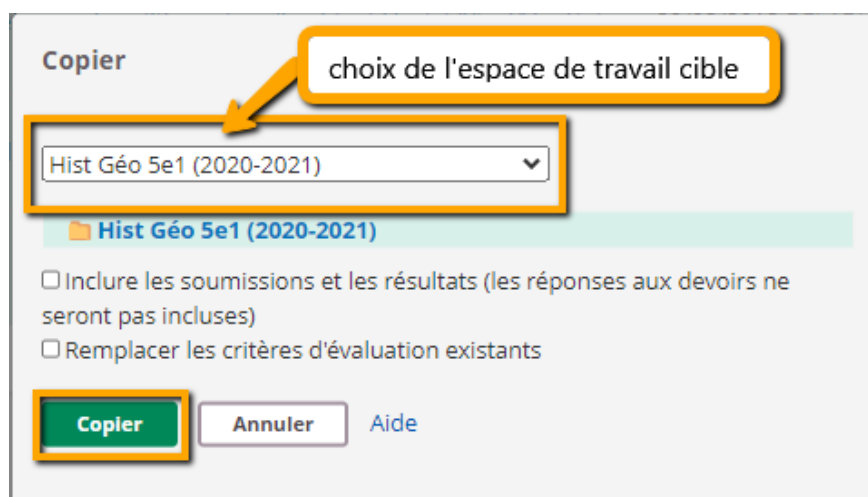 Copier
choix de l'espace de travail cible
Hist Géo 5e1 (2020-2021)
Hist Géo 5e1 (2020-2021)
Inclure les soumissions et les résultats (les réponses aux devoirs ne
seront pas incluses)
Remplacer les critères d'évaluation existants
Copier Annuler Aide